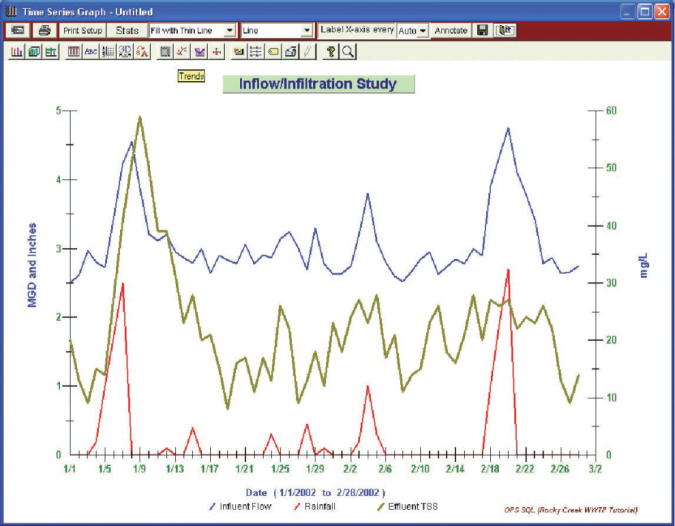 Time Series Graph - Untitled
Print Setup Stats Fill with Thin Line Line Label X-axis every Auto Annotate
ABC 3D
Trends
Inflow/Infiltration Study
5 60
50
4
40
3
30
2 20
1
10
0 0
1/1 1/5 1/9 1/13 1/17 1/21 1/25 1/29 2/2 2/6 2/10 2/14 2/18 2/22 2/26 3/2
MGD and Inches
mg/L
Date ( 1/1/2002 to 2/28/2002 )
Influent Flow Rainfall Effluent TSS
OPS SQL (Rocky Creek WWTP Tutorial)